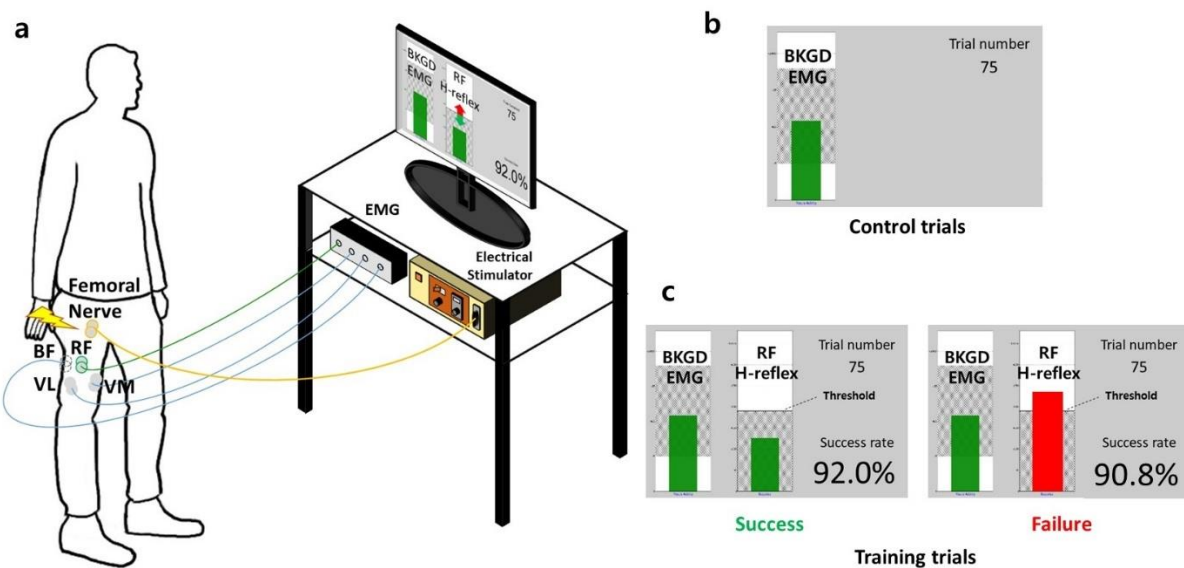 a
BKGD
EMG
RF
H-reflex
75
92.0%
EMG
Electrical
Stimulator
Femoral
Nerve
BF
RF
VL
VM
b
BKGD
EMG
Trial number
75
Control trials
c
BKGD
EMG
RF
H-reflex
Trial number
75
Threshold
Success rate
92.0%
Success
BKGD
EMG
RF
H-reflex
Trial number
75
Threshold
Success rate
90.8%
Failure
Training trials